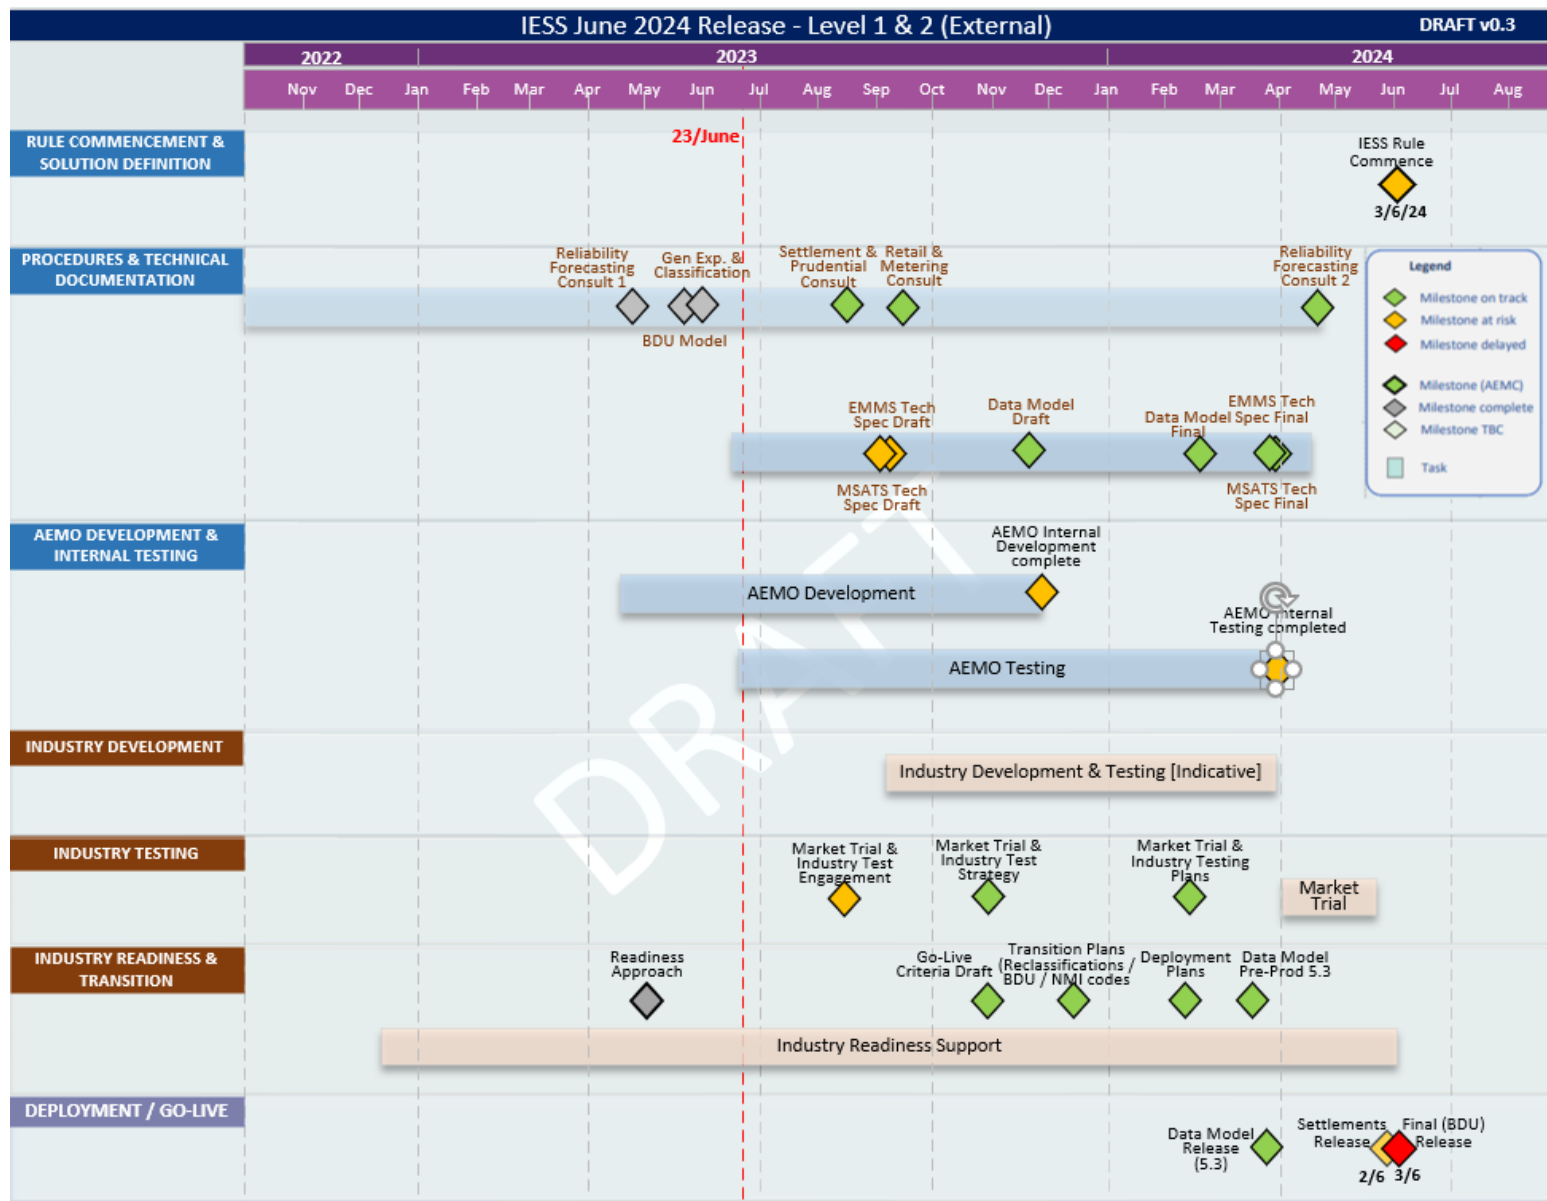 IESS June 2024 Release - Level 1 & 2 (External)
DRAFT v0.3
2022
2023
2024
Nov
Dec
Jan
Feb
Mar
Apr
May
Jun
Jul
Aug
Sep
Oct
Nov
Dec
Jan
Feb
Mar
Apr
May
Jun
Jul
Aug
23/June
RULE COMMENCEMENT &
SOLUTION DEFINITION
IESS Rule
Commence
3/6/24
PROCEDURES & TECHNICAL
DOCUMENTATION
Reliability
Forecasting
Consult 1
Gen Exp. &
Classification
BDU Model
Settlement &
Prudential
Consult
Retail &
Metering
Consult
Reliability
Forecasting
Consult 2
Legend
Milestone on track
Milestone at risk
Milestone delayed
Milestone (AEMC)
Milestone complete
Milestone TBC
Task
EMMS Tech
Spec Draft
MSATS Tech
Spec Draft
Data Model
Draft
Data Model
Final
EMMS Tech
Spec Final
MSATS Tech
Spec Final
AEMO DEVELOPMENT &
INTERNAL TESTING
AEMO Internal
Development
complete
AEMO Development
AEMO Internal
Testing completed
AEMO Testing
DRAFT
INDUSTRY DEVELOPMENT
Industry Development & Testing [Indicative]
INDUSTRY TESTING
Market Trial &
Industry Test
Engagement
Market Trial &
Industry Test
Strategy
Market Trial &
Industry Testing
Plans
Market
Trial
INDUSTRY READINESS &
TRANSITION
Readiness
Approach
Go-Live
Criteria Draft
Transition Plans
(Reclassifications /
BDU / NMI codes
Deployment
Plans
Data Model
Pre-Prod 5.3
Industry Readiness Support
DEPLOYMENT / GO-LIVE
Data Model
Release
(5.3)
Settlements
Release
2/6
Final (BDU)
Release
3/6